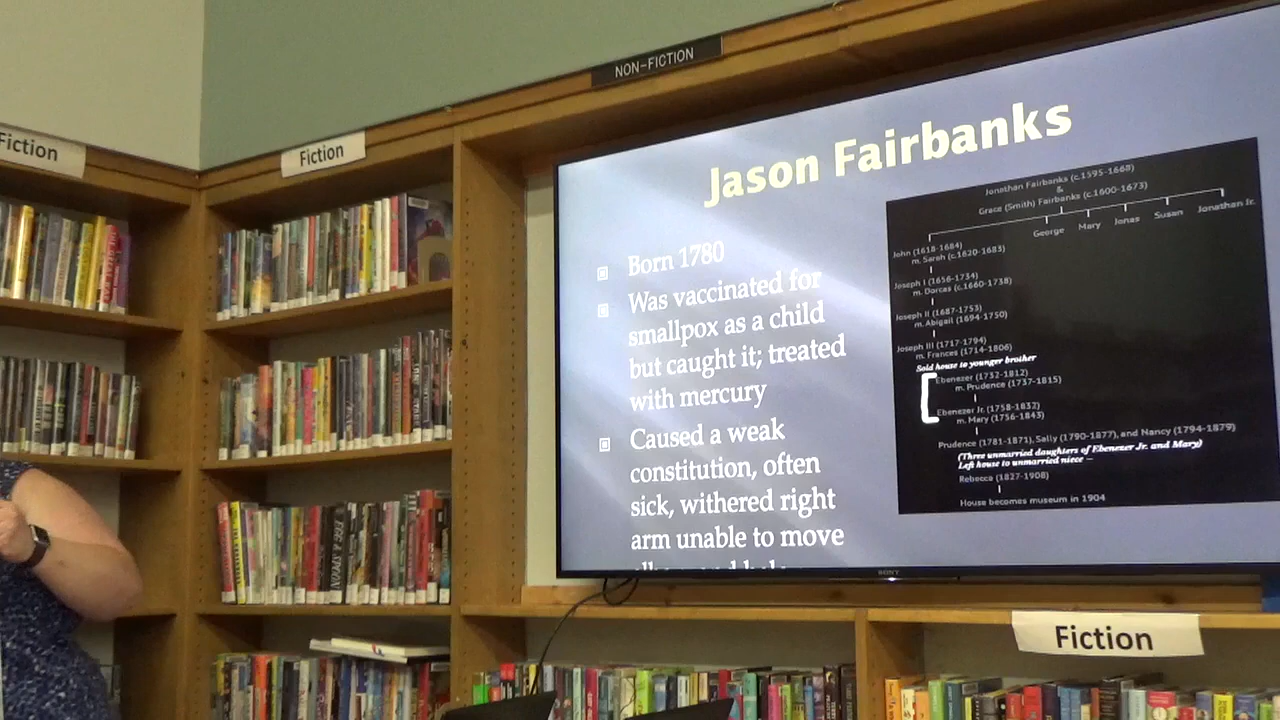 NON-FICTION
Fiction
Fiction
Jason Fairbanks
Born 1780
Was vaccinated for
smallpox as a child
but caught it; treated
with mercury
Caused a weak
constitution, often
sick, withered right
arm unable to move
Jonathan Fairbanks (c.1595-1668)
&
Grace (Smith) Fairbanks (c.1600-1673)
George Mary Jonas Susan Jonathan Jr.
John (1618-1684)
m. Sarah (c.1620-1683)
Joseph I (1656-1734)
m. Dorcas (c.1660-1738)
Joseph II (1687-1753)
m. Abigail (1694-1750)
Joseph III (1717-1794)
m. Frances (1714-1806)
Sold house to younger brother
Ebenezer (1732-1812)
m. Prudence (1737-1815)
Ebenezer Jr. (1758-1832)
m. Mary (1756-1843)
Prudence (1781-1871), Sally (1790-1877), and Nancy (1794-1879)
(Three unmarried daughters of Ebenezer Jr. and Mary)
Left house to unmarried niece –
Rebecca (1827-1908)
House becomes museum in 1904
SONY
Fiction
EGG & SPOON